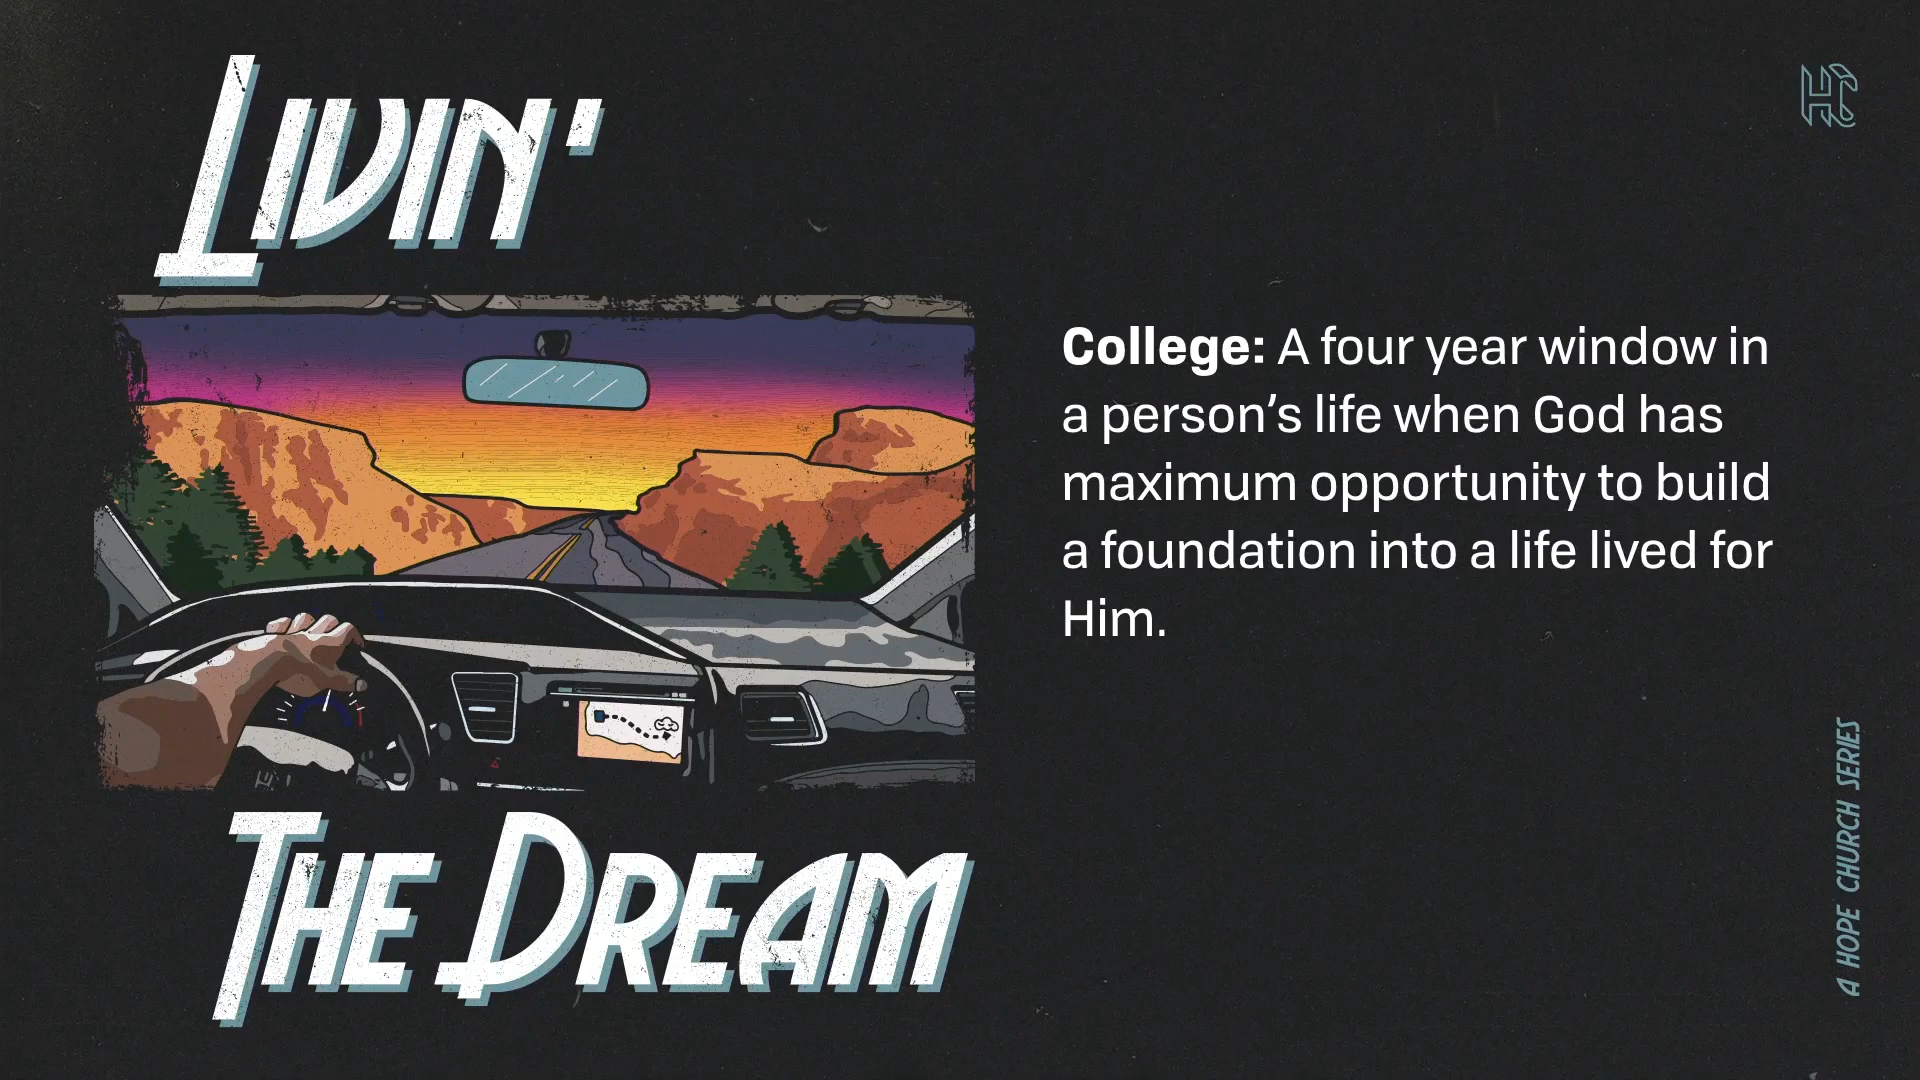 Livin'
The Dream
College: A four year window in
a person’s life when God has
maximum opportunity to build
a foundation into a life lived for
Him.
HC
A HOPE CHURCH SERIES